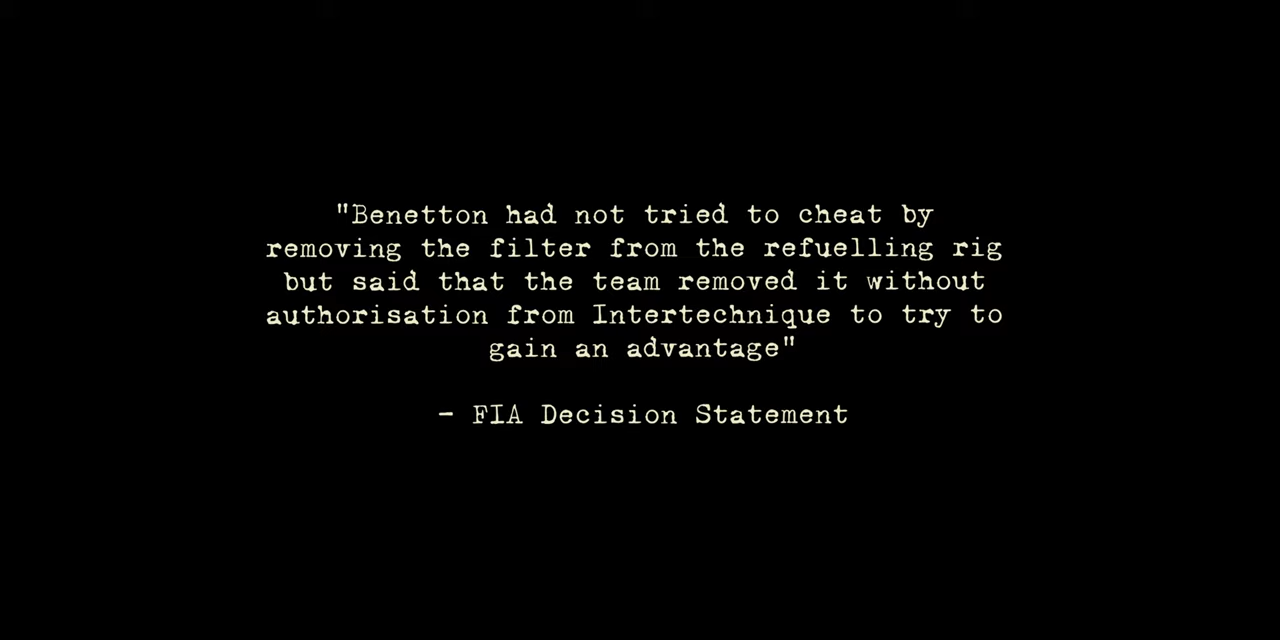 "Benetton had not tried to cheat by
removing the filter from the refuelling rig
but said that the team removed it without
authorisation from Intertechnique to try to
gain an advantage"
- FIA Decision Statement